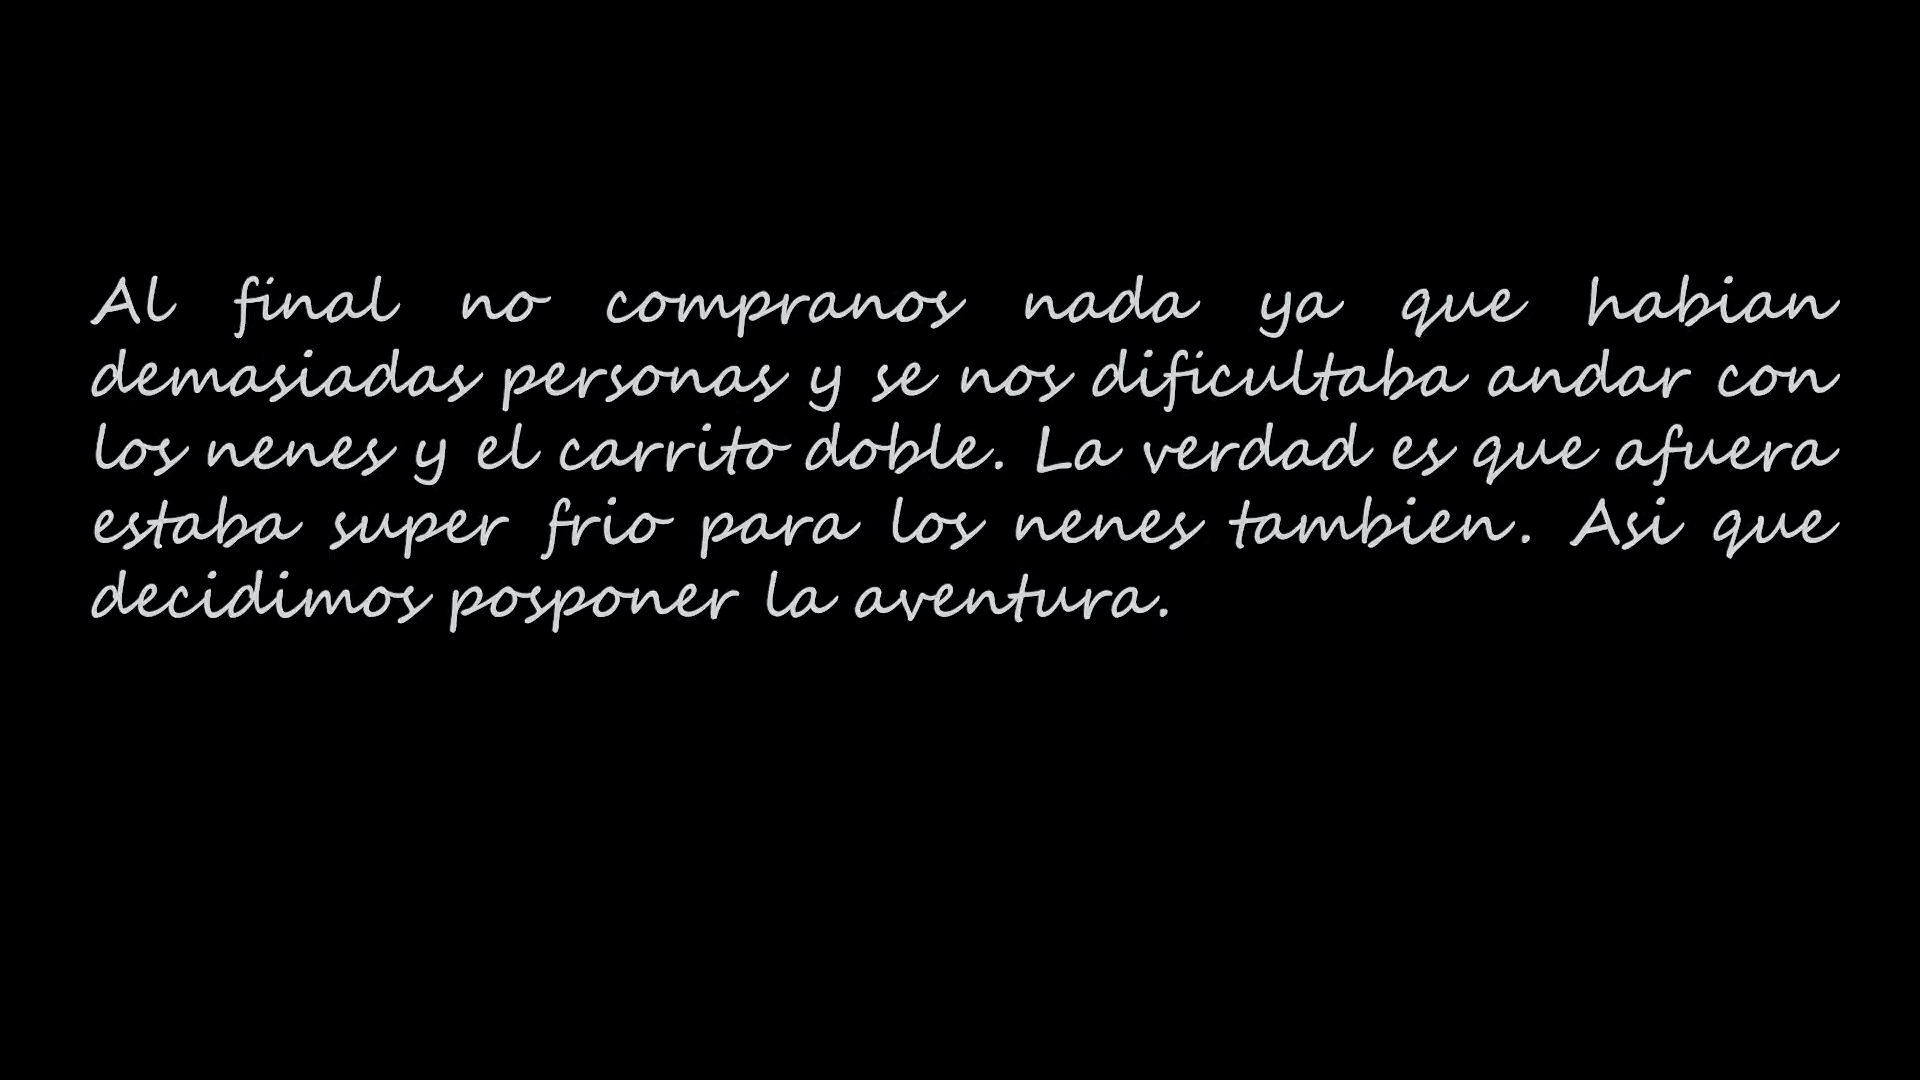 Al final no compranos nada ya que habian
demasiadas personas y se nos dificultaba andar con
los nenes y el carrito doble. La verdad es que afuera
estaba super frio para los nenes tambien. Asi que
decidimos posponer la aventura.